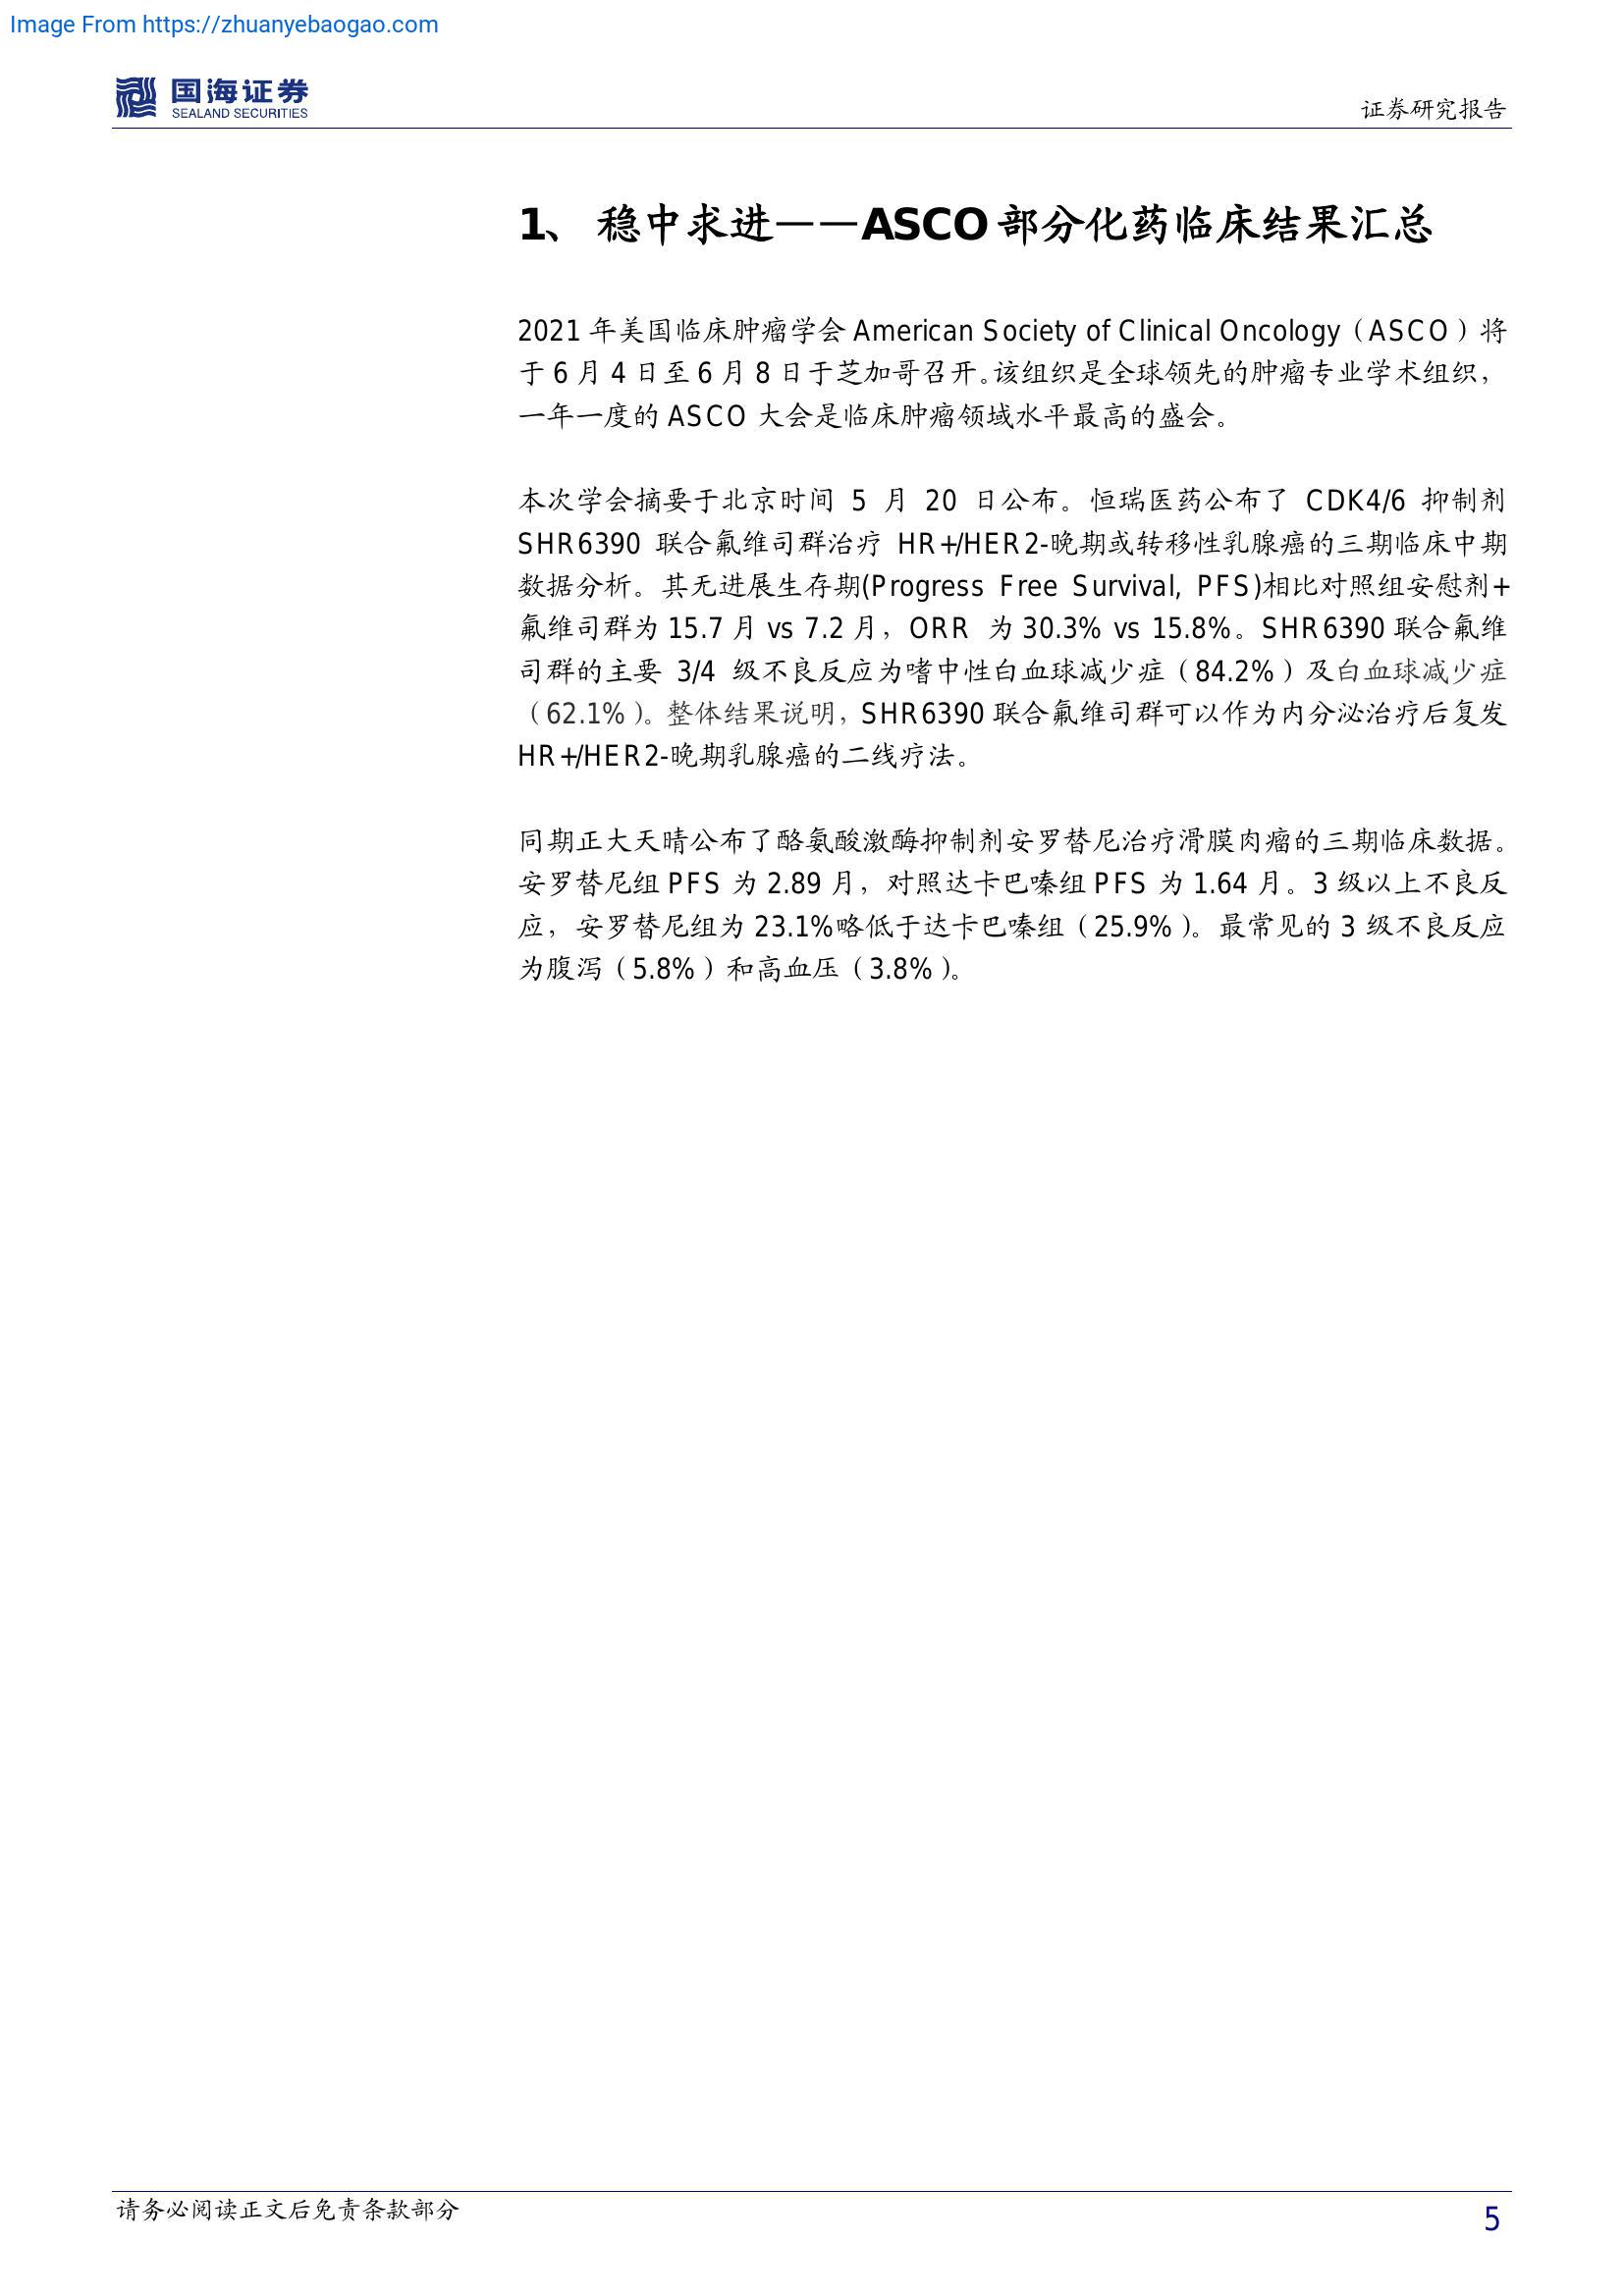 Image From https://zhuanyebaogao.com
国海证券
SEALAND SECURITIES
证券研究报告
1、 稳中求进——ASCO 部分化药临床结果汇总
2021 年美国临床肿瘤学会 American Society of Clinical Oncology（ASCO）将
于 6 月 4 日至 6 月 8 日于芝加哥召开。该组织是全球领先的肿瘤专业学术组织，
一年一度的 ASCO 大会是临床肿瘤领域水平最高的盛会。
本次学会摘要于北京时间 5 月 20 日公布。恒瑞医药公布了 CDK4/6 抑制剂
SHR6390 联合氟维司群治疗 HR+/HER2-晚期或转移性乳腺癌的三期临床中期
数据分析。其无进展生存期(Progress Free Survival, PFS)相比对照组安慰剂+
氟维司群为 15.7 月 vs 7.2 月，ORR 为 30.3% vs 15.8%。SHR6390 联合氟维
司群的主要 3/4 级不良反应为嗜中性白血球减少症（84.2%）及白血球减少症
（62.1%）。整体结果说明，SHR6390 联合氟维司群可以作为内分泌治疗后复发
HR+/HER2-晚期乳腺癌的二线疗法。
同期正大天晴公布了酪氨酸激酶抑制剂安罗替尼治疗滑膜肉瘤的三期临床数据。
安罗替尼组 PFS 为 2.89 月，对照达卡巴嗪组 PFS 为 1.64 月。3 级以上不良反
应，安罗替尼组为 23.1%略低于达卡巴嗪组（25.9%）。最常见的 3 级不良反应
为腹泻（5.8%）和高血压（3.8%）。
请务必阅读正文后免责条款部分
5